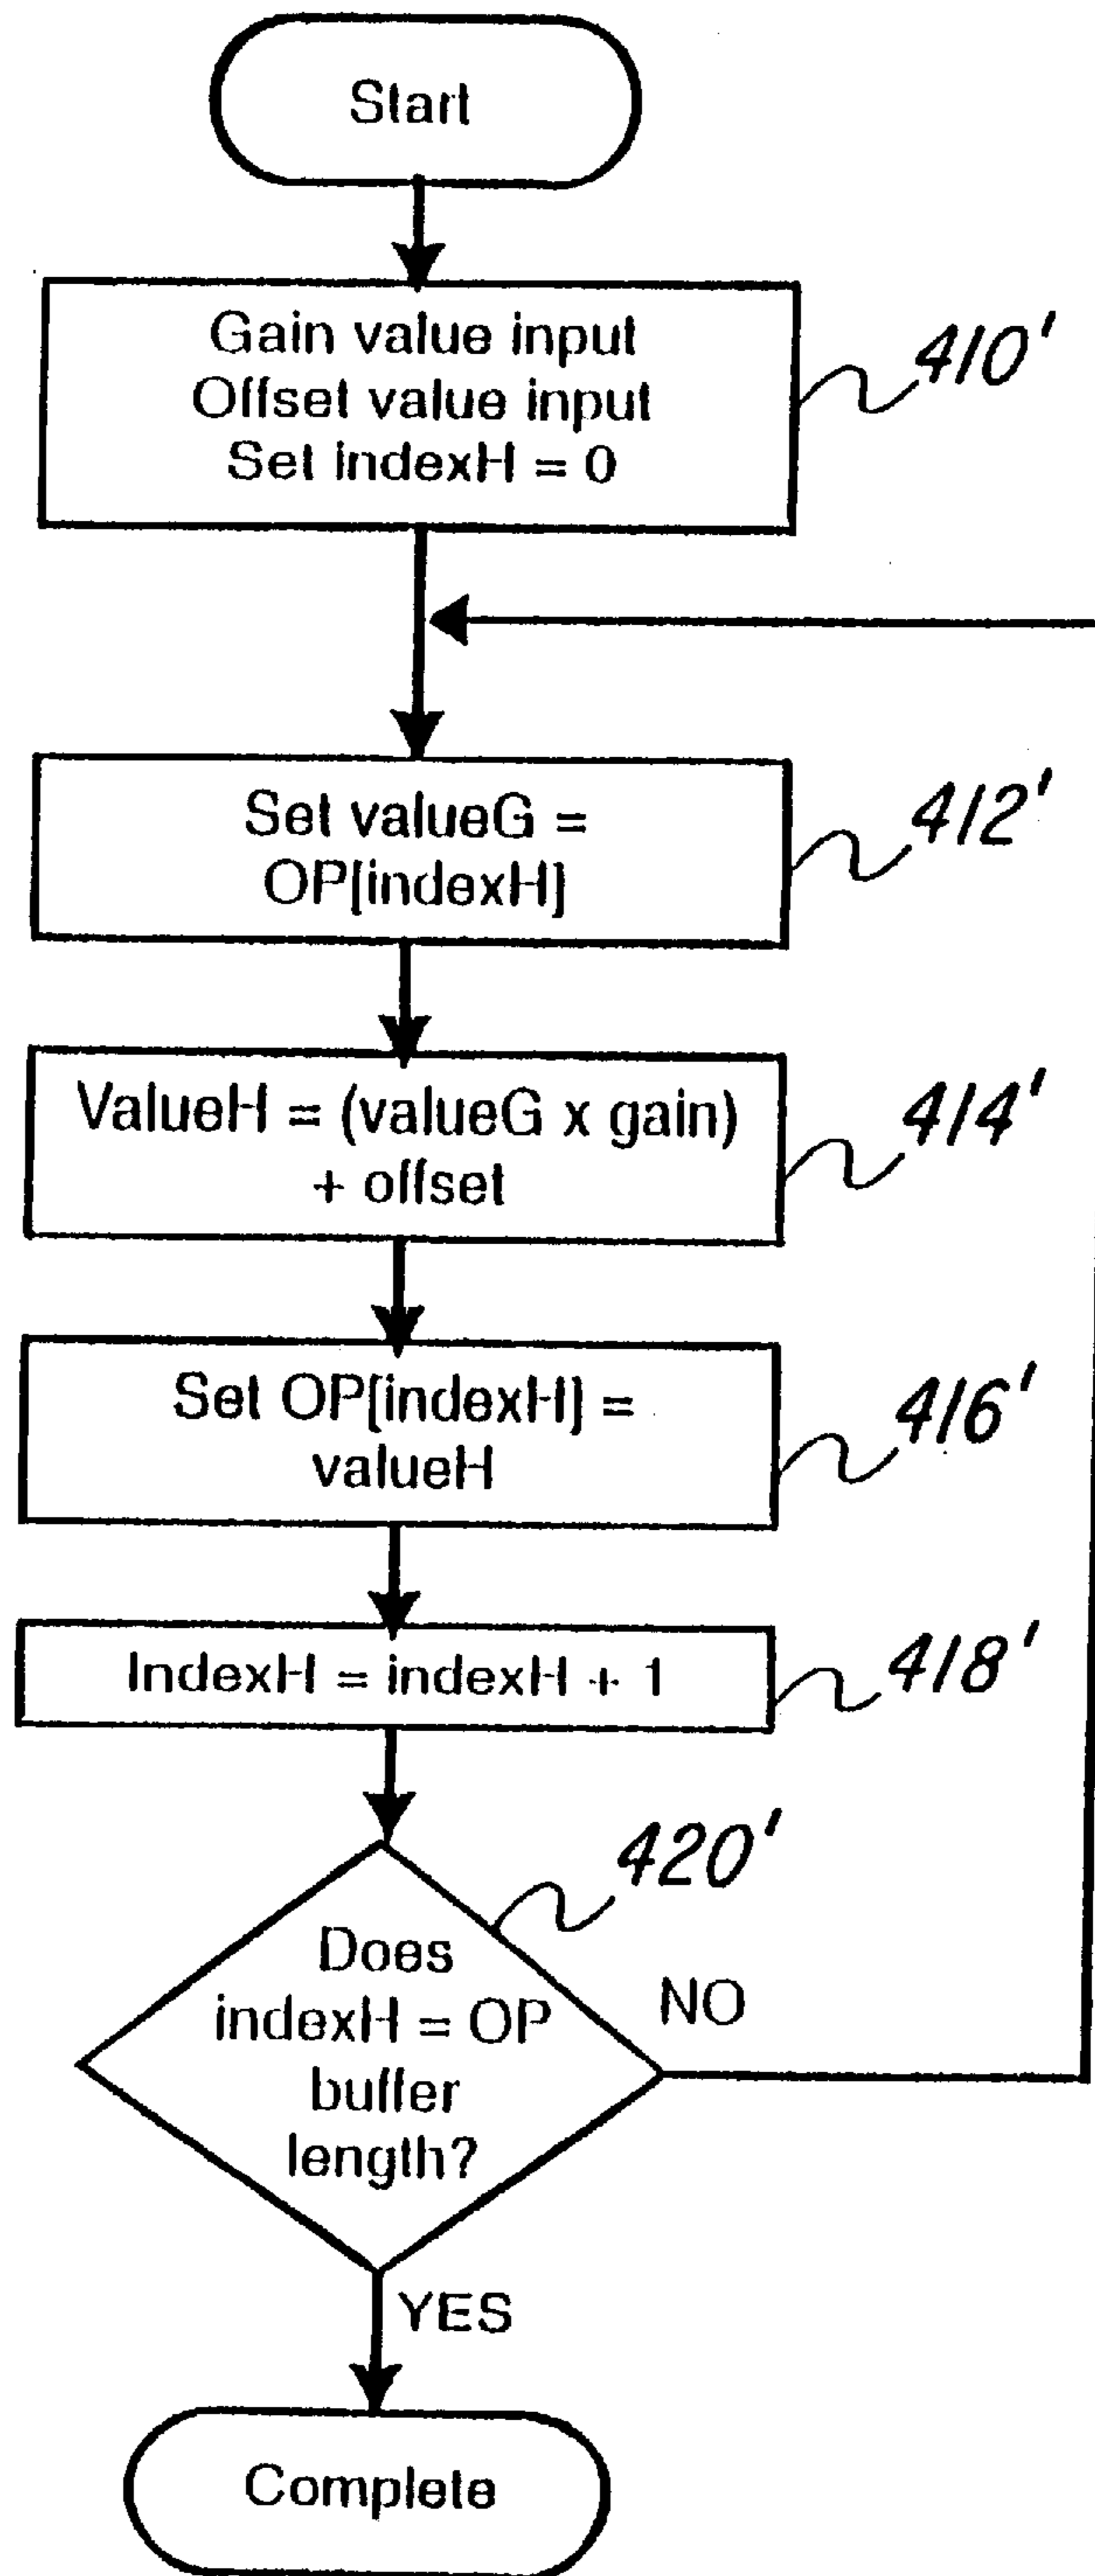 Start
Gain value input
Offset value input
Set indexH = 0
410'
Set valueG =
OP[indexH]
412'
ValueH = (valueG x gain)
+ offset
414'
Set OP[indexH] =
valueH
416'
IndexH = indexH + 1
418'
420'
Does
indexH = OP
buffer
length?
NO
YES
Complete